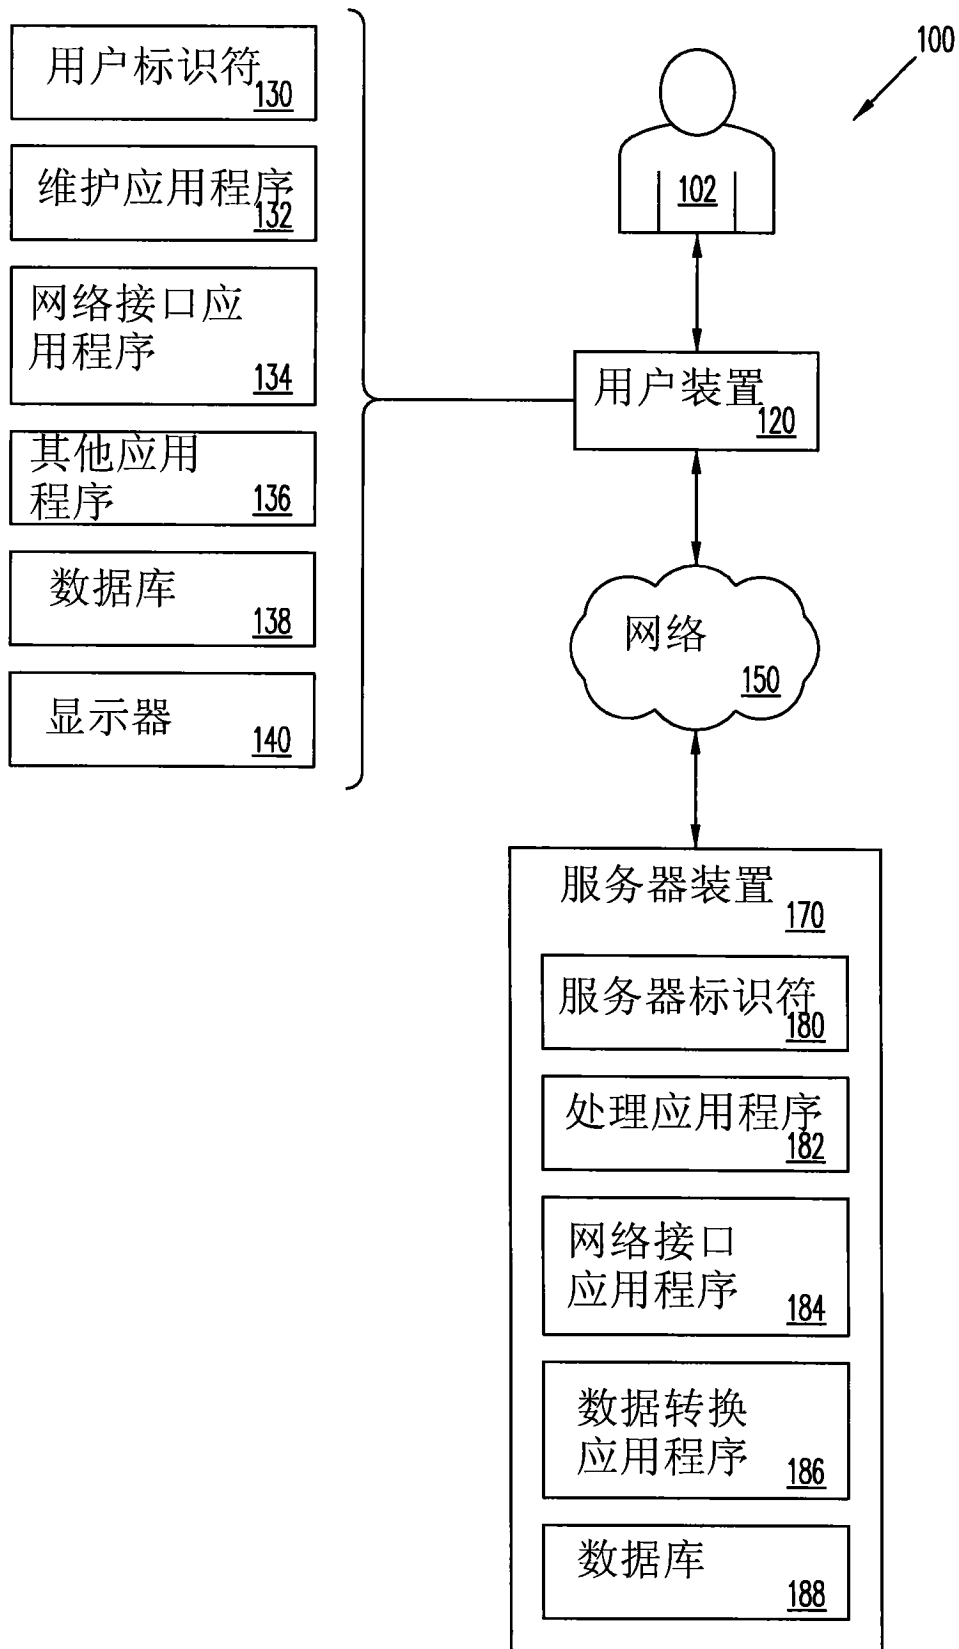 用户标识符
130
维护应用程序
132
网络接口应
用程序
134
其他应用
程序
136
数据库
138
显示器
140
100
102
用户装置
120
网络
150
服务器装置
170
服务器标识符
180
处理应用程序
182
网络接口
应用程序
184
数据转换
应用程序
186
数据库
188